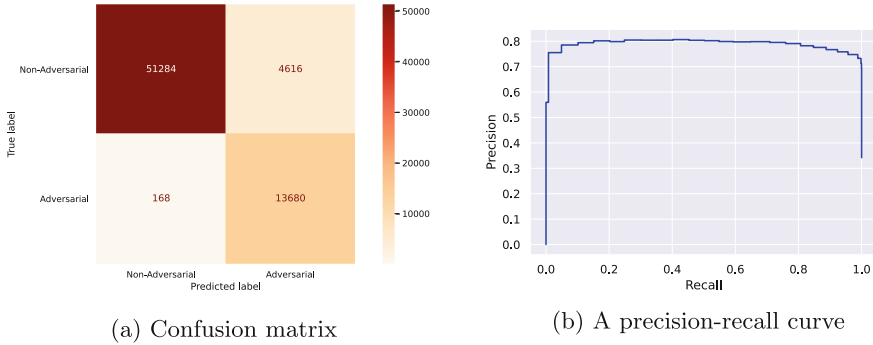 Non-Adversarial
Adversarial
True label
51284
4616
168
13680
Non-Adversarial
Adversarial
Predicted label
50000
40000
30000
20000
10000
(a) Confusion matrix
Precision
0.8
0.7
0.6
0.5
0.4
0.3
0.2
0.1
0.0
0.0
0.2
0.4
0.6
0.8
1.0
Recall
(b) A precision-recall curve